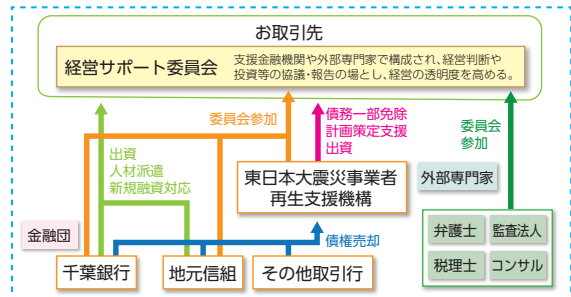 お取引先
経営サポート委員会
支援金融機関や外部専門家で構成され、経営判断や
投資等の協議・報告の場とし、経営の透明度を高める。
委員会参加
債務一部免除
計画策定支援
出資
委員会
参加
出資
人材派遣
新規融資対応
東日本大震災事業者
再生支援機構
外部専門家
金融団
債権売却
弁護士
監査法人
税理士
コンサル
千葉銀行
地元信組
その他取引行